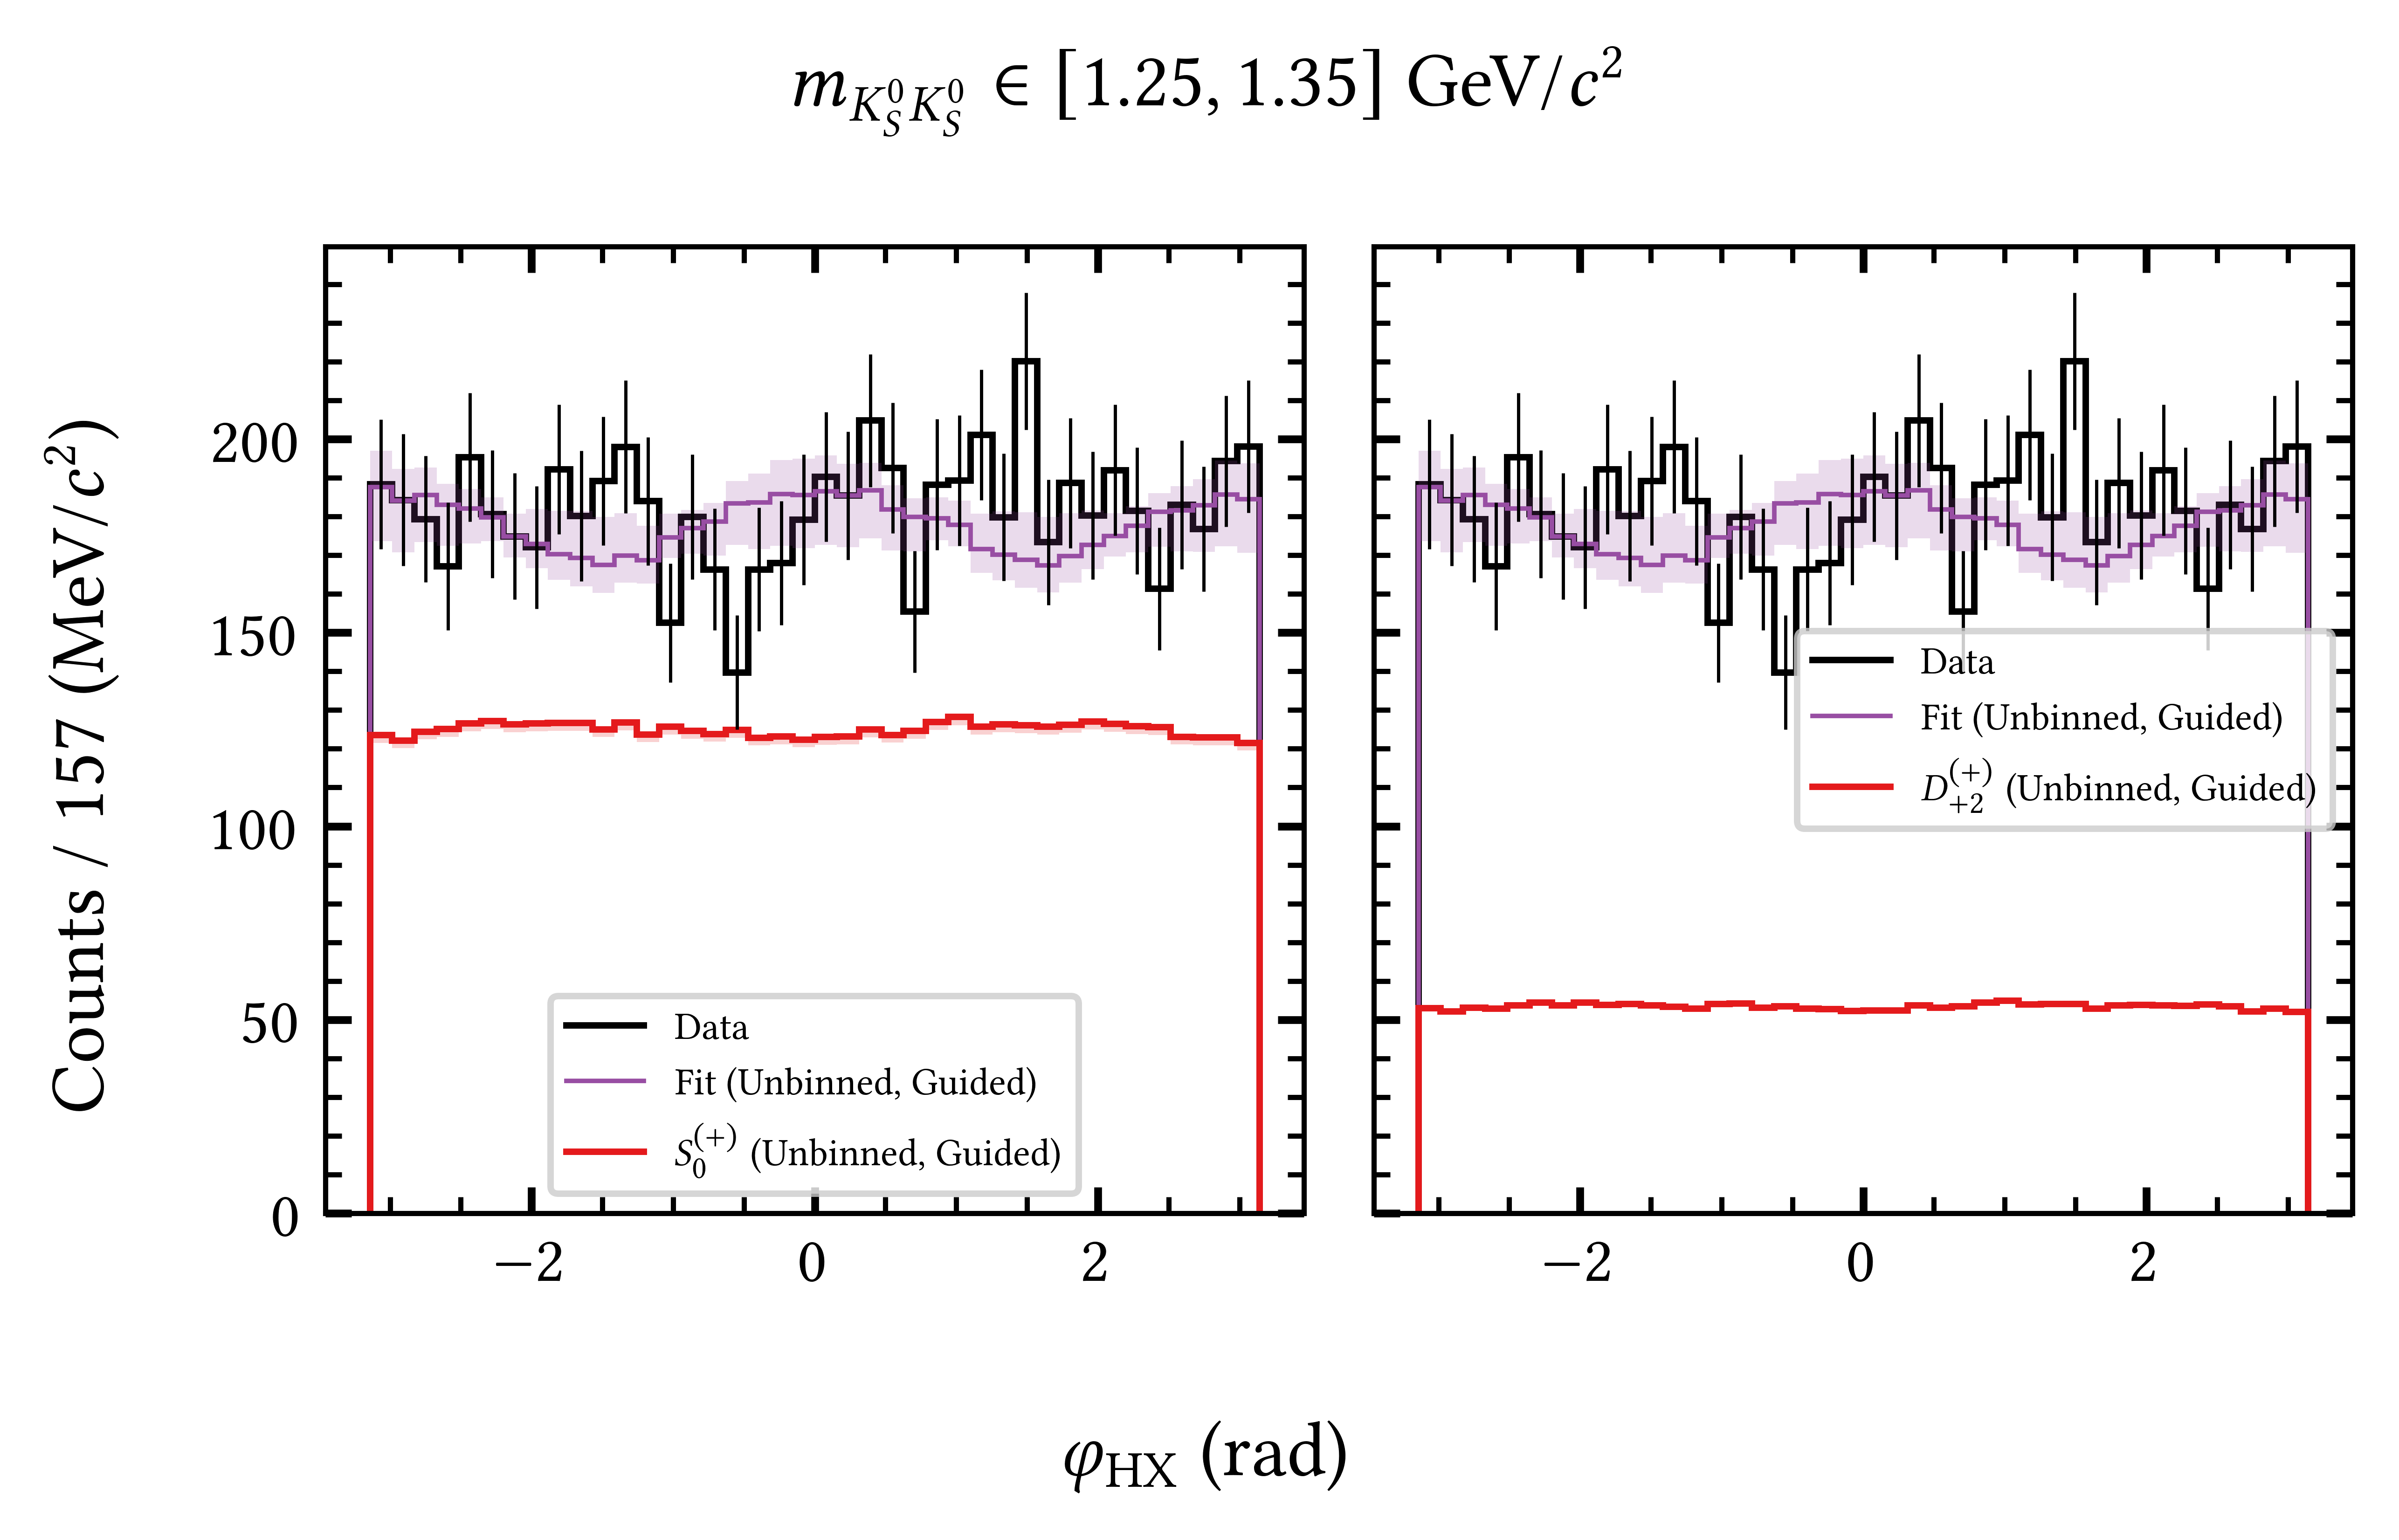 m_{K_S^0 K_S^0} ∈ [1.25, 1.35] GeV/c²
Counts / 157 (MeV/c²)
200
150
100
50
0
Data
Fit (Unbinned, Guided)
S_0^{(+)} (Unbinned, Guided)
−2 0 2
Data
Fit (Unbinned, Guided)
D_{+2}^{(+)} (Unbinned, Guided)
−2 0 2
φ_{HX} (rad)